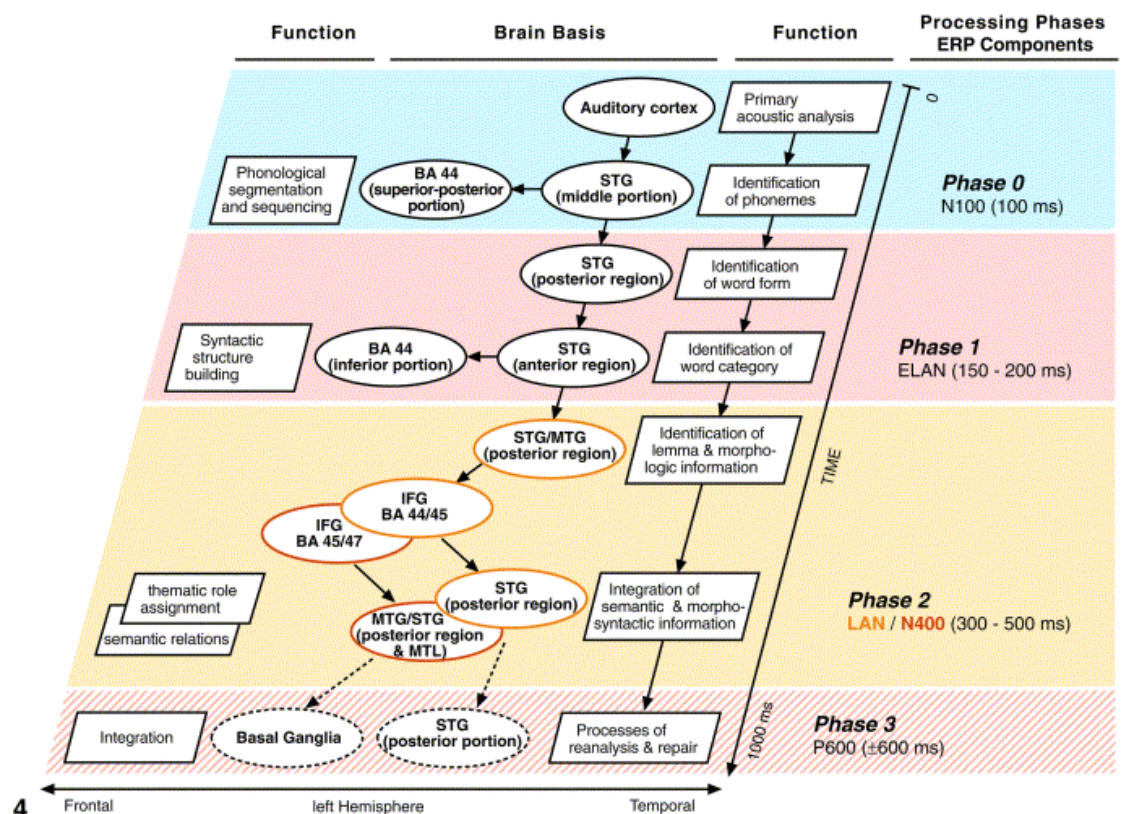 Function
Brain Basis
Function
Processing Phases
ERP Components
Auditory cortex
Primary
acoustic analysis
0
Phonological
segmentation
and sequencing
BA 44
(superior-posterior
portion)
STG
(middle portion)
Identification
of phonemes
Phase 0
N100 (100 ms)
STG
(posterior region)
Identification
of word form
Syntactic
structure
building
BA 44
(inferior portion)
STG
(anterior region)
Identification of
word category
Phase 1
ELAN (150 - 200 ms)
STG/MTG
(posterior region)
Identification of
lemma & morpho-
logic information
TIME
IFG
BA 44/45
IFG
BA 45/47
thematic role
assignment
semantic relations
STG
(posterior region)
MTG/STG
(posterior region
& MTL)
Integration of
semantic & morpho-
syntactic information
Phase 2
LAN / N400 (300 - 500 ms)
Integration
Basal Ganglia
STG
(posterior portion)
Processes of
reanalysis & repair
1000 ms
Phase 3
P600 (±600 ms)
4
Frontal
left Hemisphere
Temporal